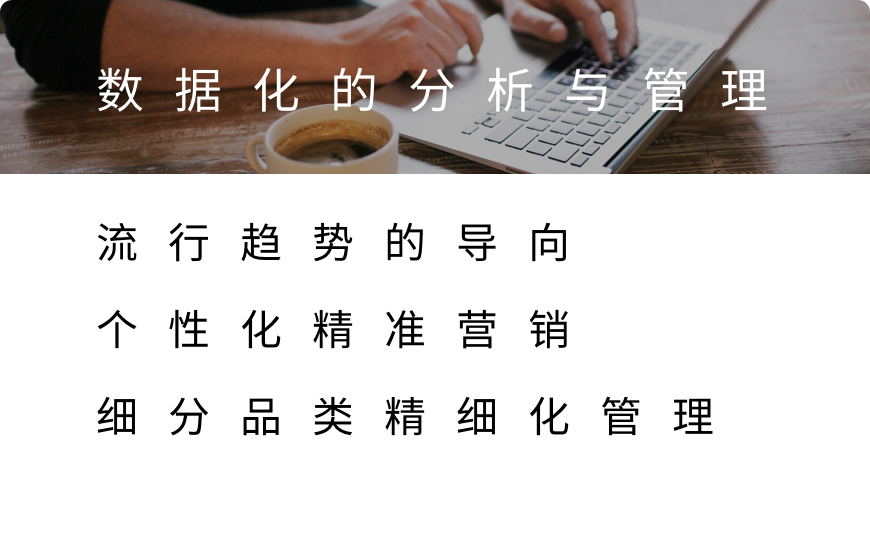 数据化的分析与管理
流行趋势的导向
个性化精准营销
细分品类精细化管理